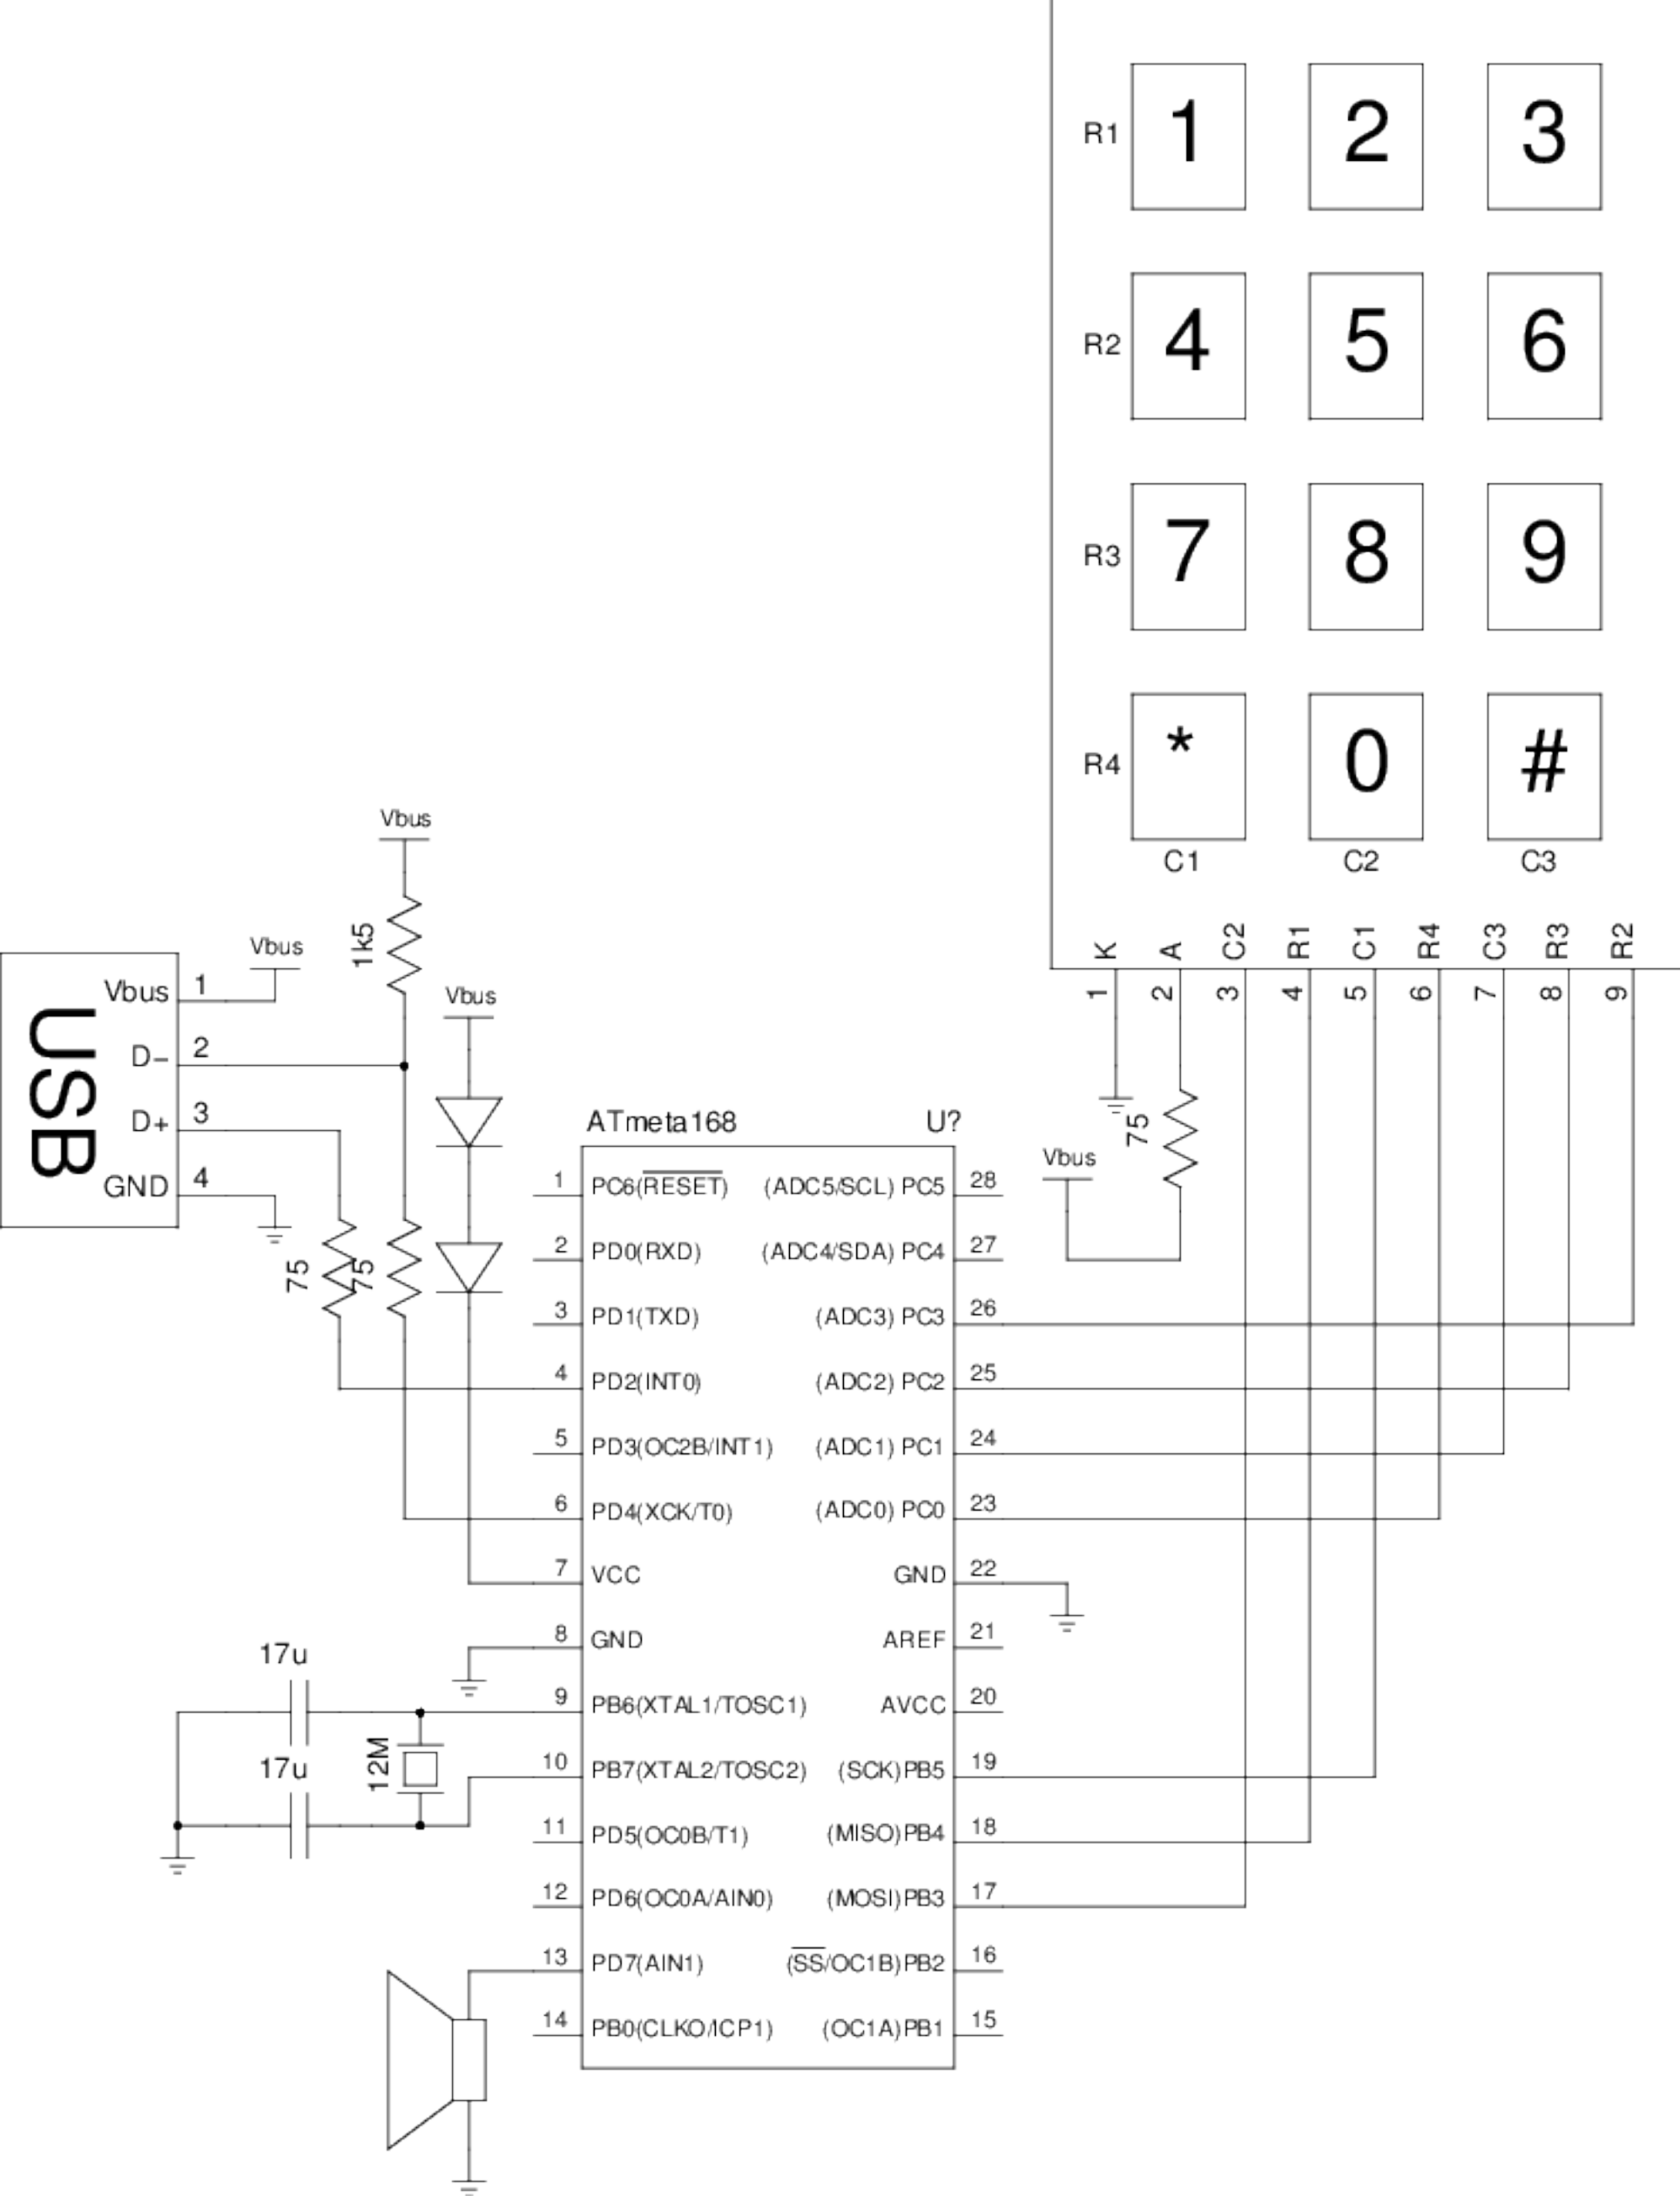 R1 1 2 3
R2 4 5 6
R3 7 8 9
R4 * 0 #
C1 C2 C3
K A C2 R1 C1 R4 C3 R3 R2
1 2 3 4 5 6 7 8 9
Vbus
1k5
Vbus
Vbus
USB
Vbus 1
D− 2
D+ 3
GND 4
75
75
75
Vbus
ATmeta168 U?
1 PC6(RESET) (ADC5/SCL) PC5 28
2 PD0(RXD) (ADC4/SDA) PC4 27
3 PD1(TXD) (ADC3) PC3 26
4 PD2(INT0) (ADC2) PC2 25
5 PD3(OC2B/INT1) (ADC1) PC1 24
6 PD4(XCK/T0) (ADC0) PC0 23
7 VCC GND 22
8 GND AREF 21
9 PB6(XTAL1/TOSC1) AVCC 20
10 PB7(XTAL2/TOSC2) (SCK)PB5 19
11 PD5(OC0B/T1) (MISO)PB4 18
12 PD6(OC0A/AIN0) (MOSI)PB3 17
13 PD7(AIN1) (SS/OC1B)PB2 16
14 PB0(CLKO/ICP1) (OC1A)PB1 15
17u
17u
12M